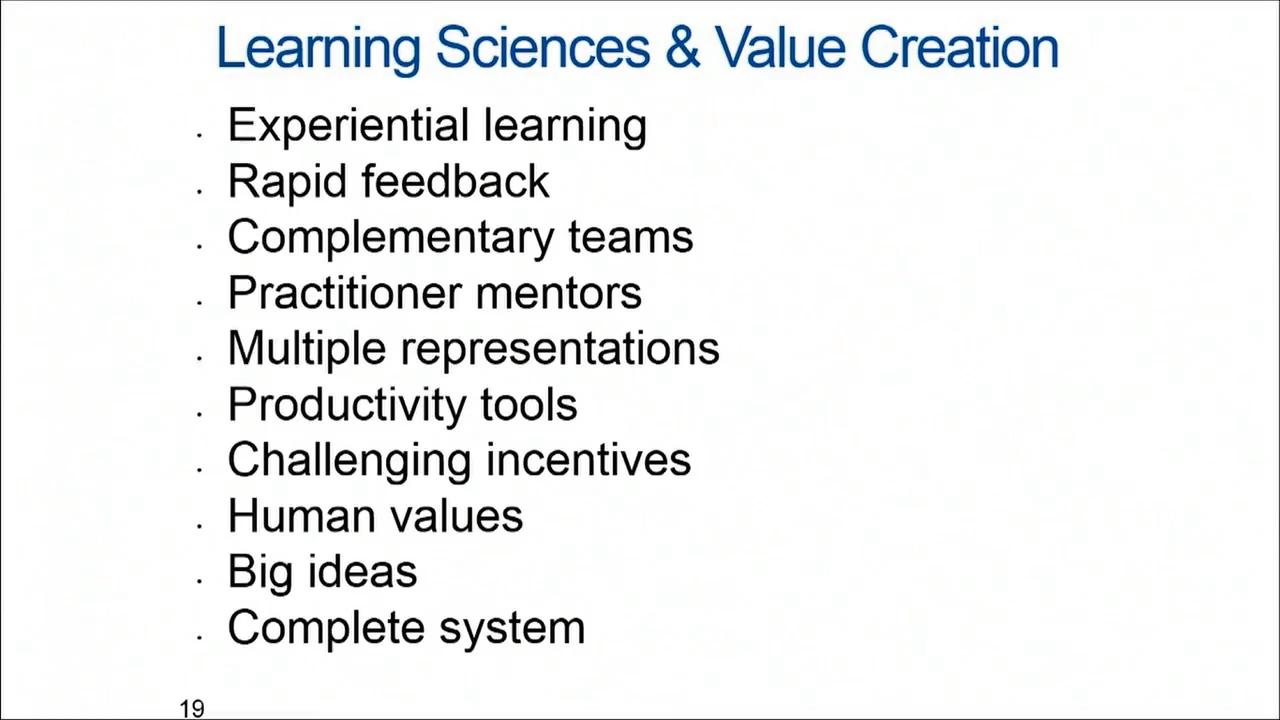 Learning Sciences & Value Creation
. Experiential learning
. Rapid feedback
. Complementary teams
. Practitioner mentors
. Multiple representations
. Productivity tools
. Challenging incentives
. Human values
. Big ideas
. Complete system
19